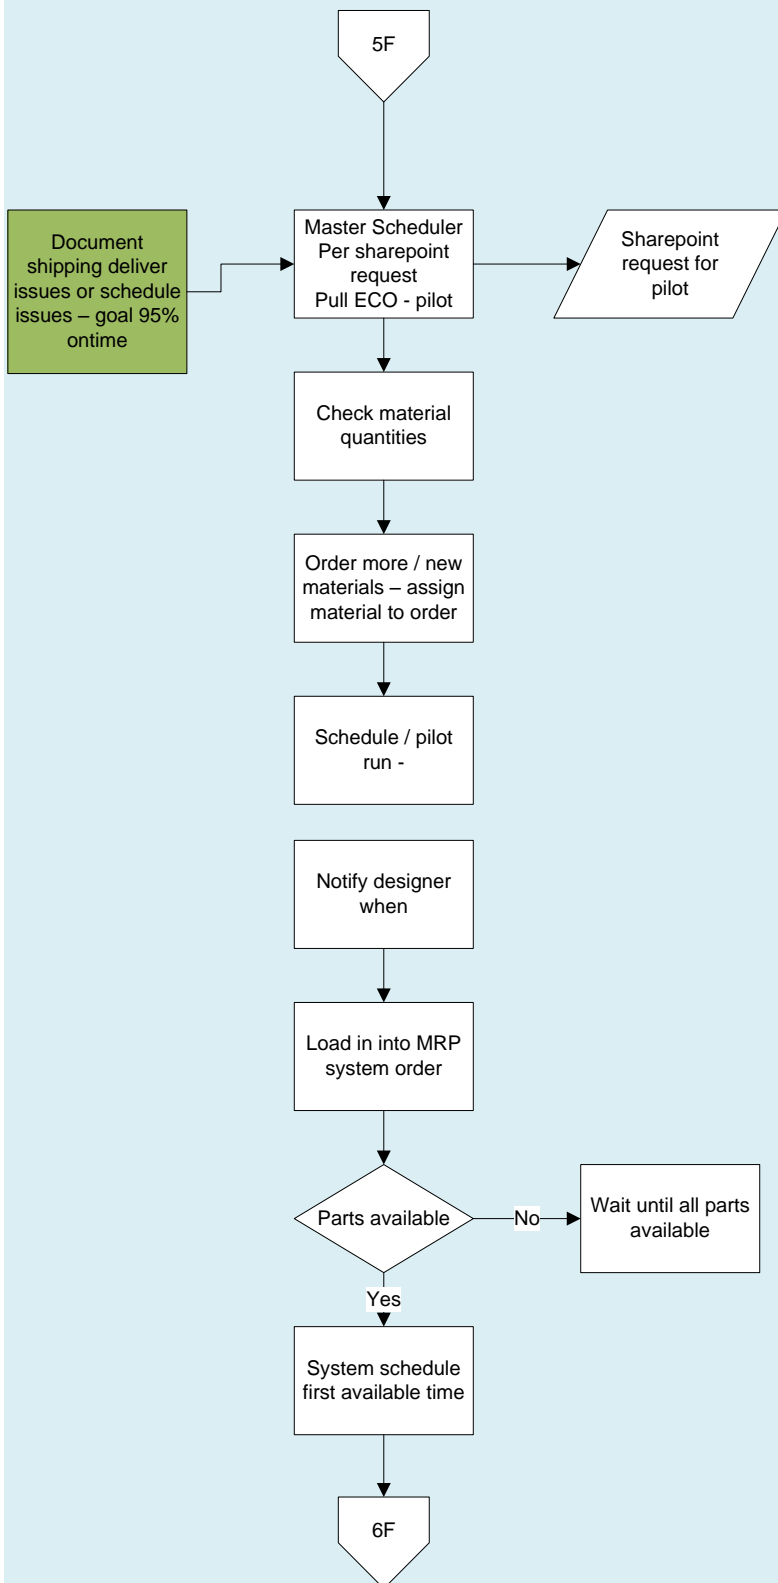 5F
Document
shipping deliver
issues or schedule
issues – goal 95%
ontime
Master Scheduler
Per sharepoint
request
Pull ECO - pilot
Sharepoint
request for
pilot
Check material
quantities
Order more / new
materials – assign
material to order
Schedule / pilot
run -
Notify designer
when
Load in into MRP
system order
Parts available
No
Wait until all parts
available
Yes
System schedule
first available time
6F